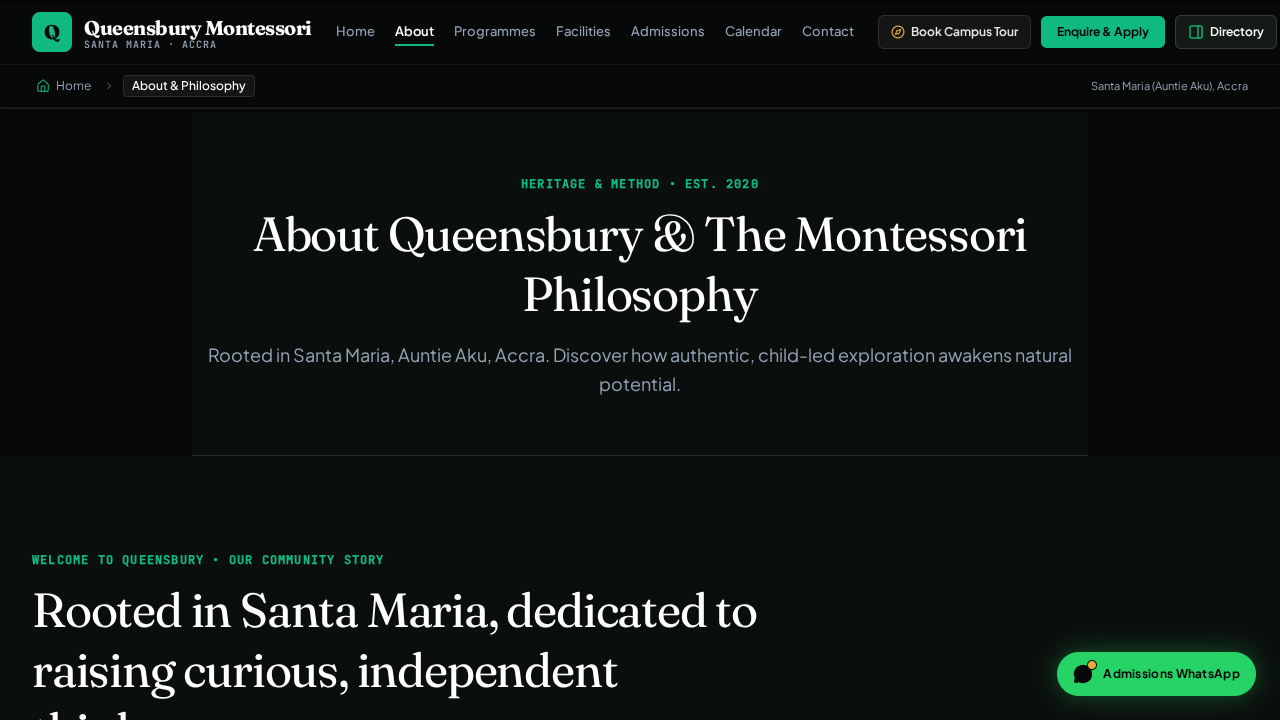 Q
Queensbury Montessori
SANTA MARIA · ACCRA
Home
About
Programmes
Facilities
Admissions
Calendar
Contact
Book Campus Tour
Enquire & Apply
Directory
Home
About & Philosophy
Santa Maria (Auntie Aku), Accra
HERITAGE & METHOD • EST. 2020
About Queensbury & The Montessori
Philosophy
Rooted in Santa Maria, Auntie Aku, Accra. Discover how authentic, child-led exploration awakens natural
potential.
WELCOME TO QUEENSBURY • OUR COMMUNITY STORY
Rooted in Santa Maria, dedicated to
raising curious, independent
Admissions WhatsApp